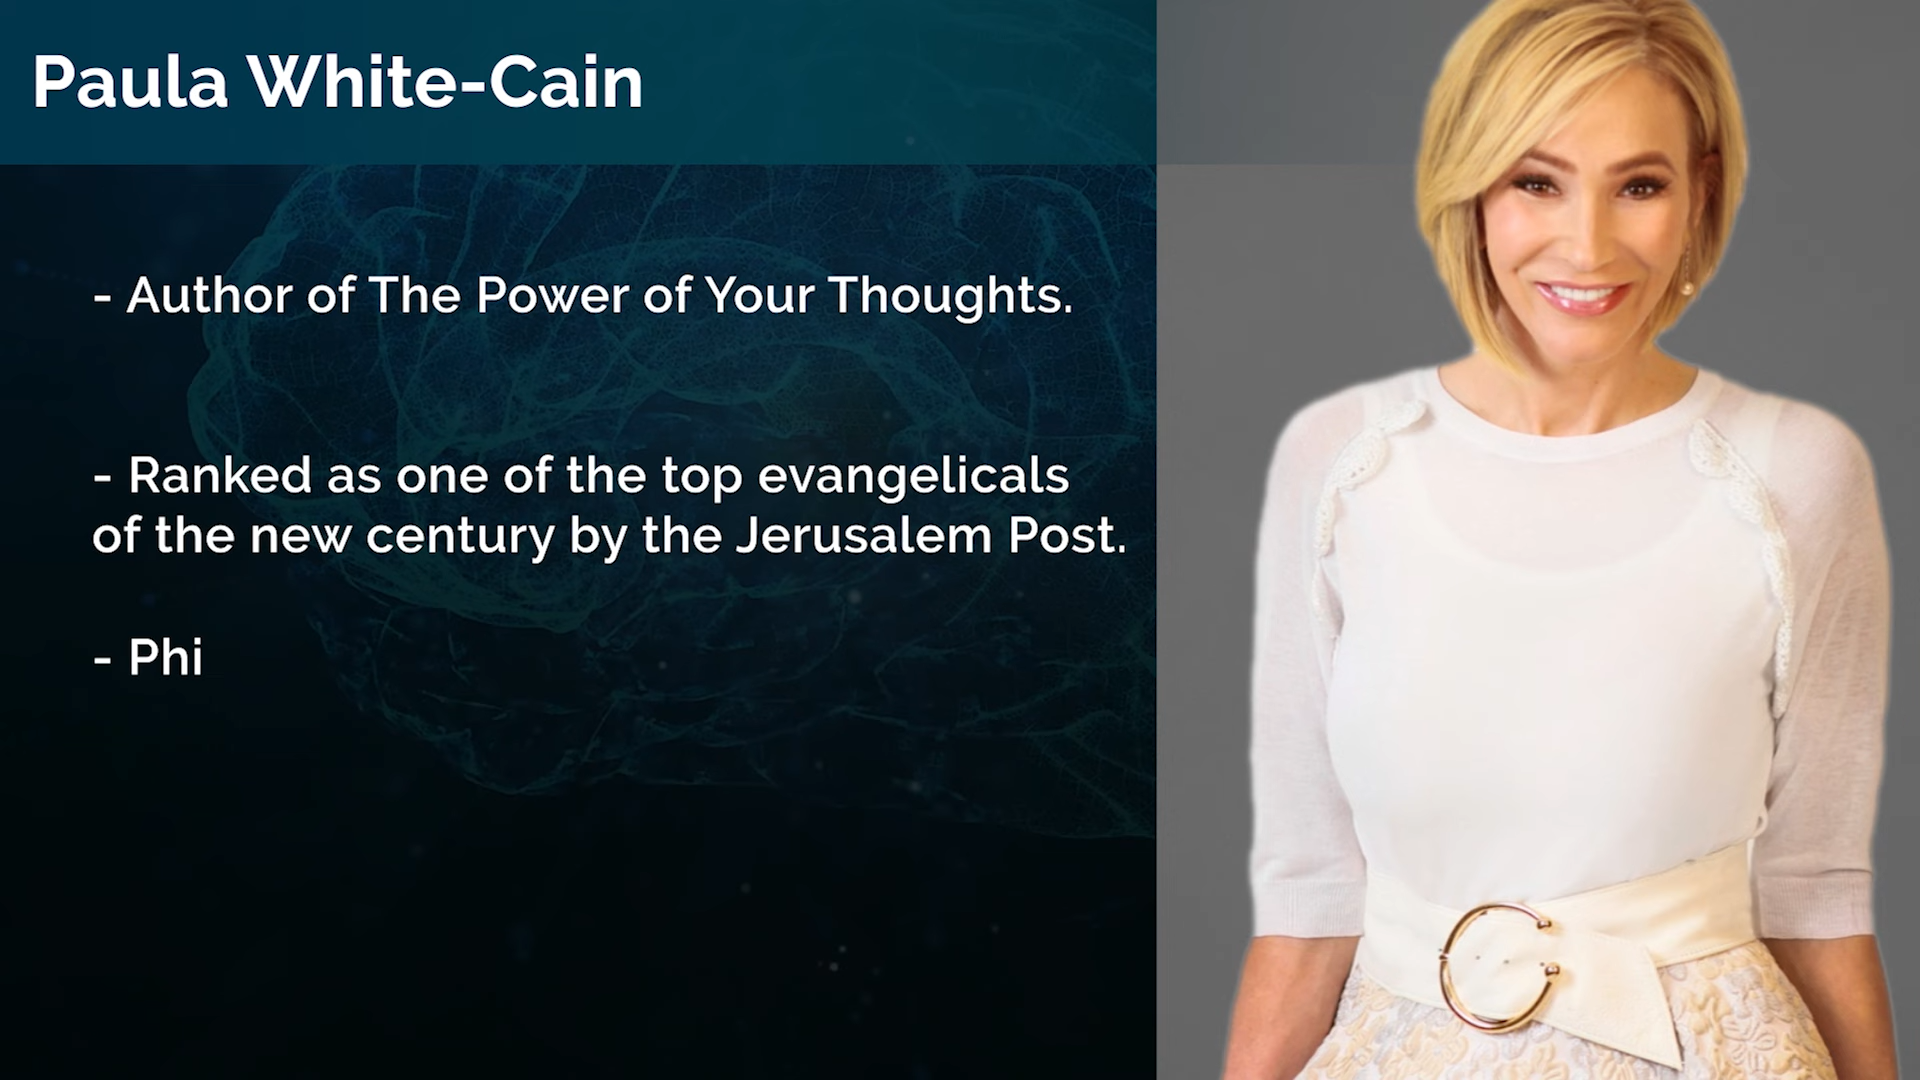 Paula White-Cain
- Author of The Power of Your Thoughts.
- Ranked as one of the top evangelicals
of the new century by the Jerusalem Post.
- Phi